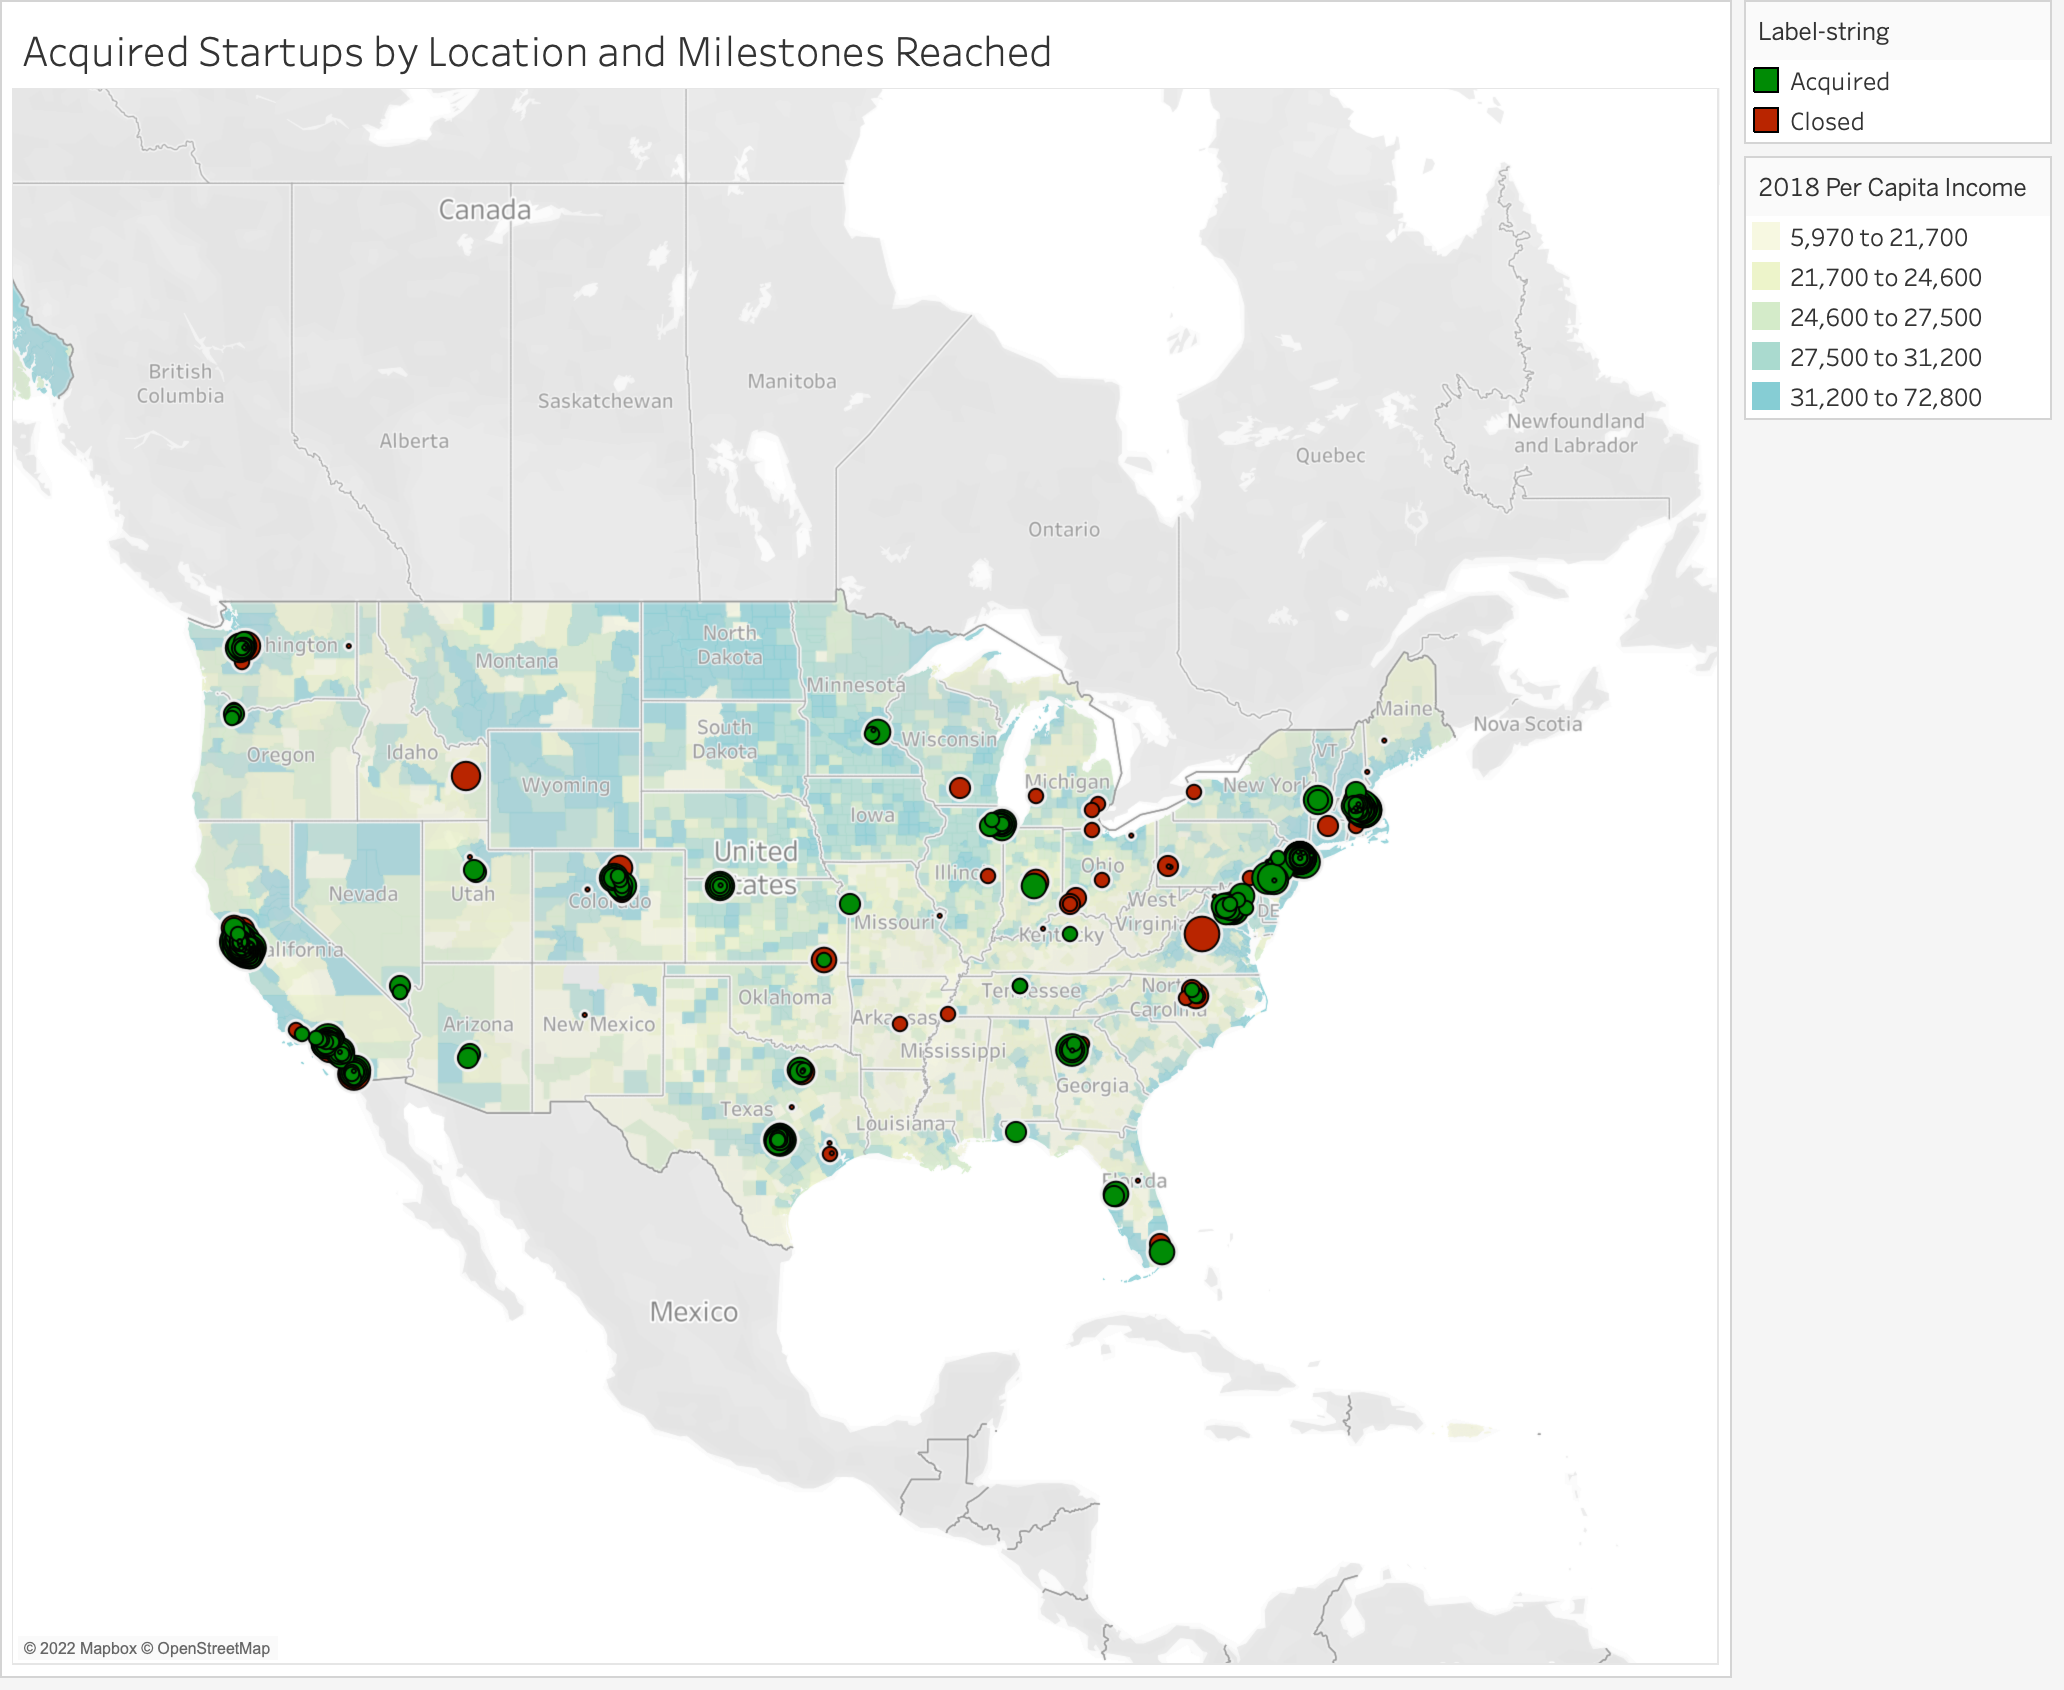 Acquired Startups by Location and Milestones Reached
Label-string
Acquired
Closed
2018 Per Capita Income
5,970 to 21,700
21,700 to 24,600
24,600 to 27,500
27,500 to 31,200
31,200 to 72,800
Canada
British
Columbia
Alberta
Saskatchewan
Manitoba
Ontario
Quebec
Newfoundland
and Labrador
Nova Scotia
hington
Montana
North
Dakota
Minnesota
Maine
Oregon
Idaho
Wyoming
South
Dakota
Wisconsin
Michigan
New York
VT
Iowa
United
ates
Nevada
Utah
Colorado
Illino
Ohio
West
Virginia
DE
alifornia
Missouri
Kentucky
Arizona
New Mexico
Oklahoma
Arkansas
Tennessee
North
Carolina
Mississippi
Georgia
Texas
Louisiana
Florida
Mexico
© 2022 Mapbox © OpenStreetMap